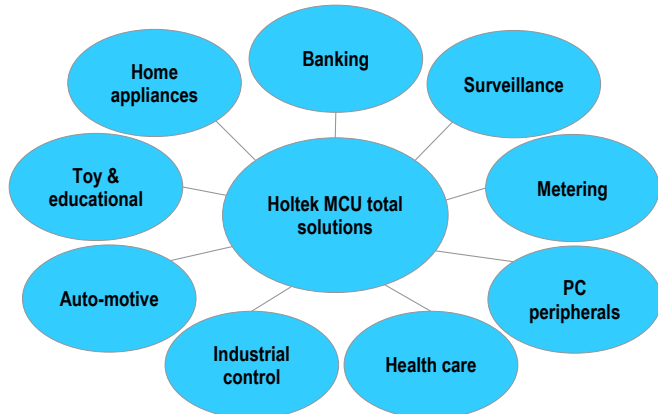 Banking
Home
appliances
Surveillance
Toy &
educational
Holtek MCU total
solutions
Metering
Auto-motive
PC
peripherals
Industrial
control
Health care